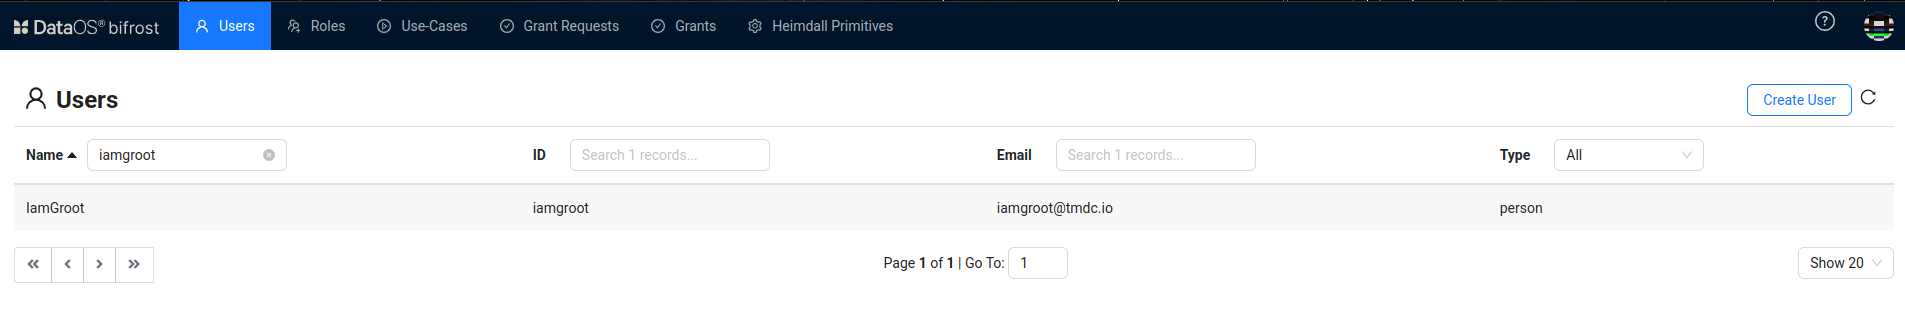 DataOS® bifrost Users Roles Use-Cases Grant Requests Grants Heimdall Primitives ?
Users Create User
Name iamgroot ID Search 1 records... Email Search 1 records... Type All
IamGroot iamgroot iamgroot@tmdc.io person
Page 1 of 1 | Go To: 1 Show 20